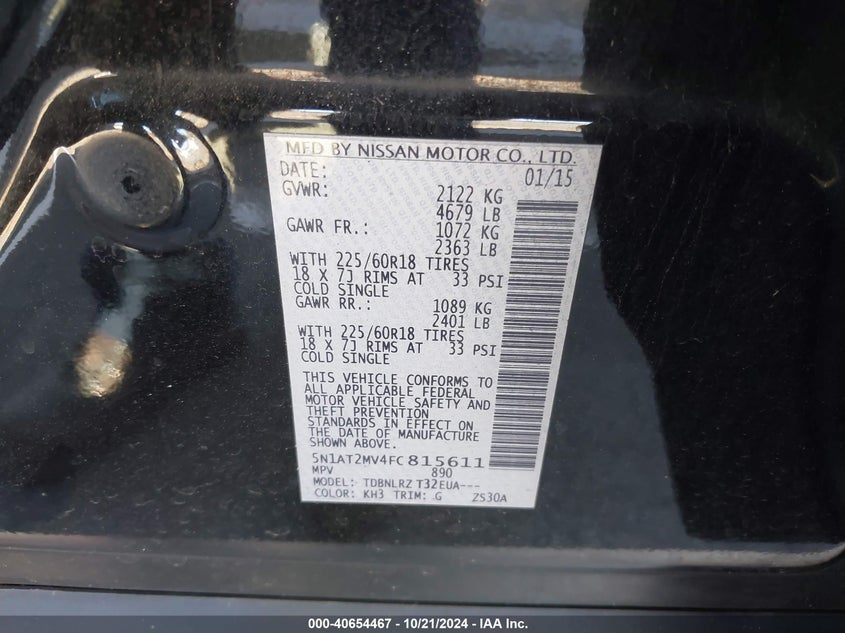 MFD BY NISSAN MOTOR CO., LTD.
DATE: 01/15
GVWR: 2122 KG
4679 LB
GAWR FR.: 1072 KG
2363 LB
WITH 225/60R18 TIRES
18 X 7J RIMS AT 33 PSI
COLD SINGLE
GAWR RR.: 1089 KG
2401 LB
WITH 225/60R18 TIRES
18 X 7J RIMS AT 33 PSI
COLD SINGLE
THIS VEHICLE CONFORMS TO
ALL APPLICABLE FEDERAL
MOTOR VEHICLE SAFETY AND
THEFT PREVENTION
STANDARDS IN EFFECT ON
THE DATE OF MANUFACTURE
SHOWN ABOVE.
5N1AT2MV4FC815611
MPV 890
MODEL: TDBNLRZ T32EUA---
COLOR: KH3 TRIM: G ZS30A
000-40654467 - 10/21/2024 - IAA Inc.